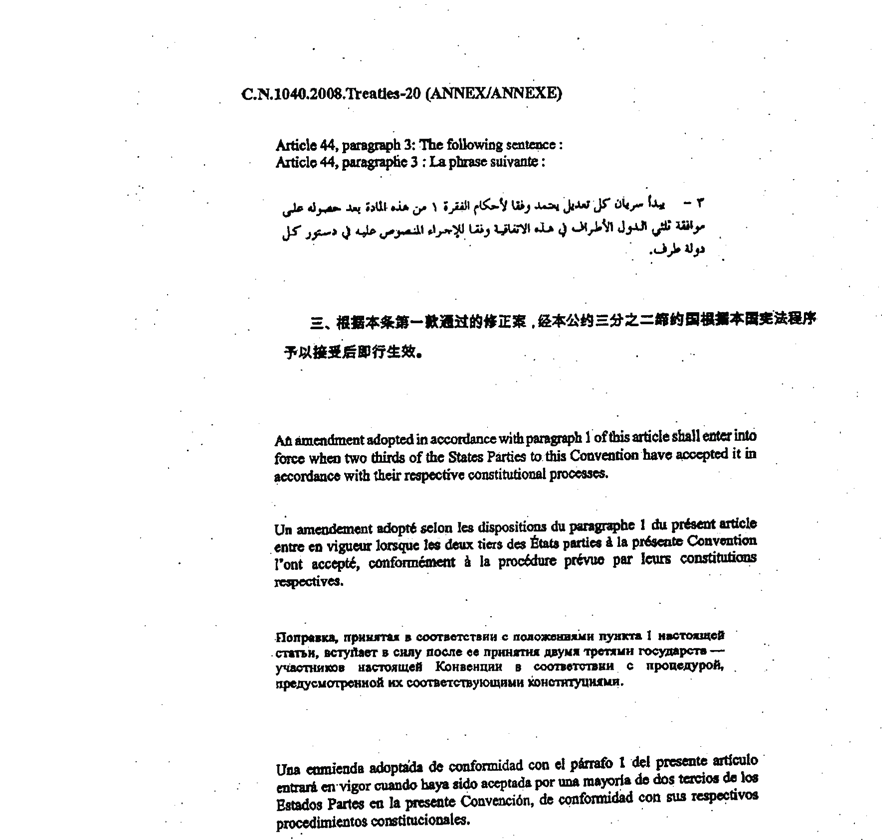 C.N.1040.2008.Treaties-20 (ANNEX/ANNEXE)
Article 44, paragraph 3: The following sentence :
Article 44, paragraphe 3 : La phrase suivante :
٣ - يبدأ سريان كل تعديل يعتمد وفقا لأحكام الفقرة ١ من هذه المادة بعد حصوله على
موافقة ثلثي الدول الأطراف في هذه الاتفاقية وفقا للإجراء المنصوص عليه في دستور كل
دولة طرف.
三、根据本条第一款通过的修正案,经本公约三分之二缔约国根据本国宪法程序
予以接受后即行生效。
An amendment adopted in accordance with paragraph 1 of this article shall enter into
force when two thirds of the States Parties to this Convention have accepted it in
accordance with their respective constitutional processes.
Un amendement adopté selon les dispositions du paragraphe 1 du présent article
entre en vigueur lorsque les deux tiers des États parties à la présente Convention
l'ont accepté, conformément à la procédure prévue par leurs constitutions
respectives.
Поправка, принятая в соответствии с положениями пункта 1 настоящей
статьи, вступает в силу после ее принятия двумя третями государств —
участников настоящей Конвенции в соответствии с процедурой,
предусмотренной их соответствующими конституциями.
Una enmienda adoptada de conformidad con el párrafo 1 del presente artículo
entrará en vigor cuando haya sido aceptada por una mayoría de dos tercios de los
Estados Partes en la presente Convención, de conformidad con sus respectivos
procedimientos constitucionales.